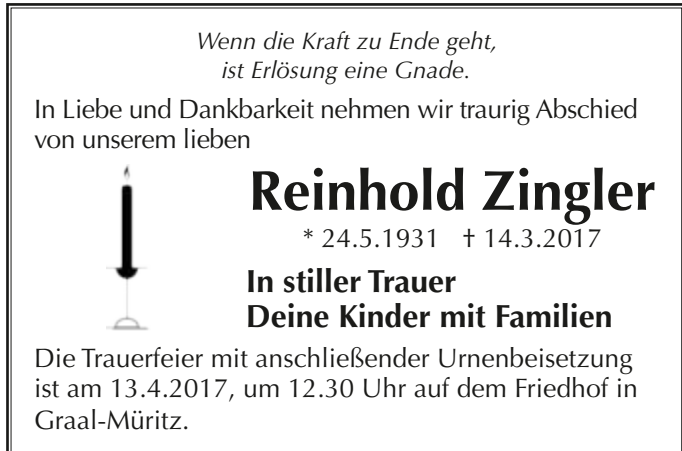 Wenn die Kraft zu Ende geht,
ist Erlösung eine Gnade.
In Liebe und Dankbarkeit nehmen wir traurig Abschied
von unserem lieben
Reinhold Zingler
* 24.5.1931 † 14.3.2017
In stiller Trauer
Deine Kinder mit Familien
Die Trauerfeier mit anschließender Urnenbeisetzung
ist am 13.4.2017, um 12.30 Uhr auf dem Friedhof in
Graal-Müritz.